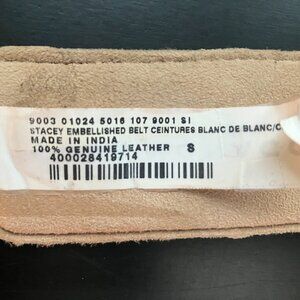 9003 01024 5016 107 9001 SI
STACEY EMBELLISHED BELT CEINTURES BLANC DE BLANC/C
MADE IN INDIA
100% GENUINE LEATHER S
400028419714